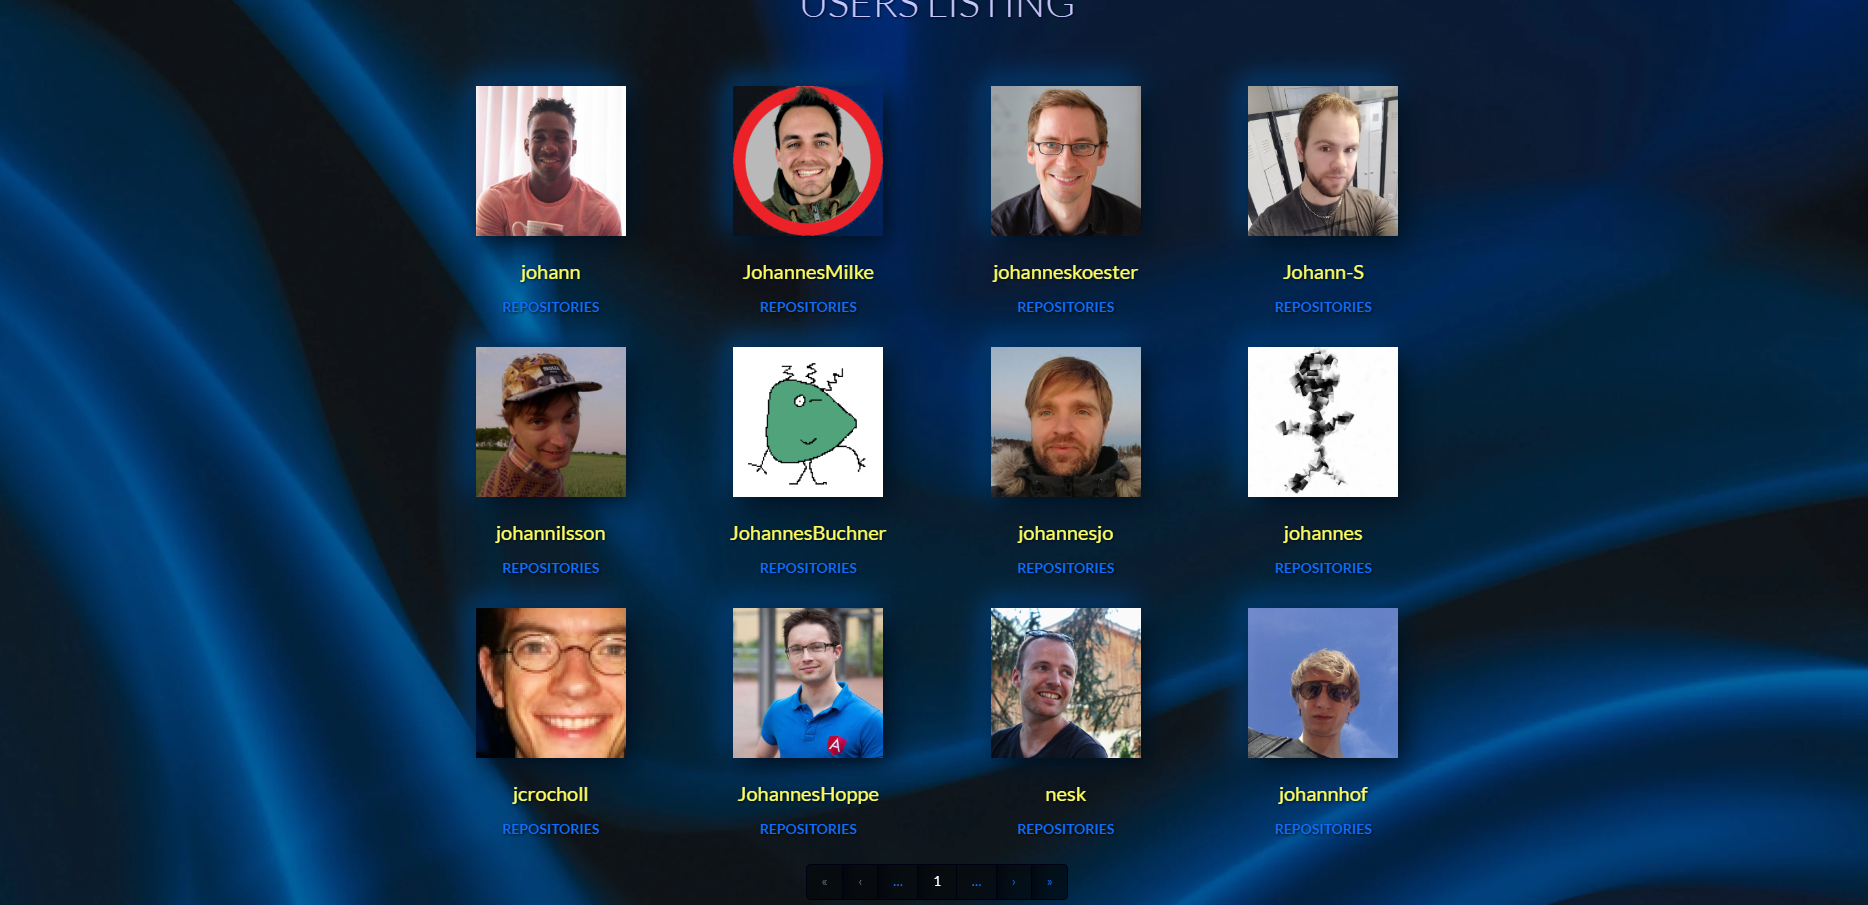 USERS LISTING
johann
JohannesMilke
johanneskoester
Johann-S
REPOSITORIES
REPOSITORIES
REPOSITORIES
REPOSITORIES
johannilsson
JohannesBuchner
johannesjo
johannes
REPOSITORIES
REPOSITORIES
REPOSITORIES
REPOSITORIES
jcrocholl
JohannesHoppe
nesk
johannhof
REPOSITORIES
REPOSITORIES
REPOSITORIES
REPOSITORIES
« ‹ ... 1 ... › »